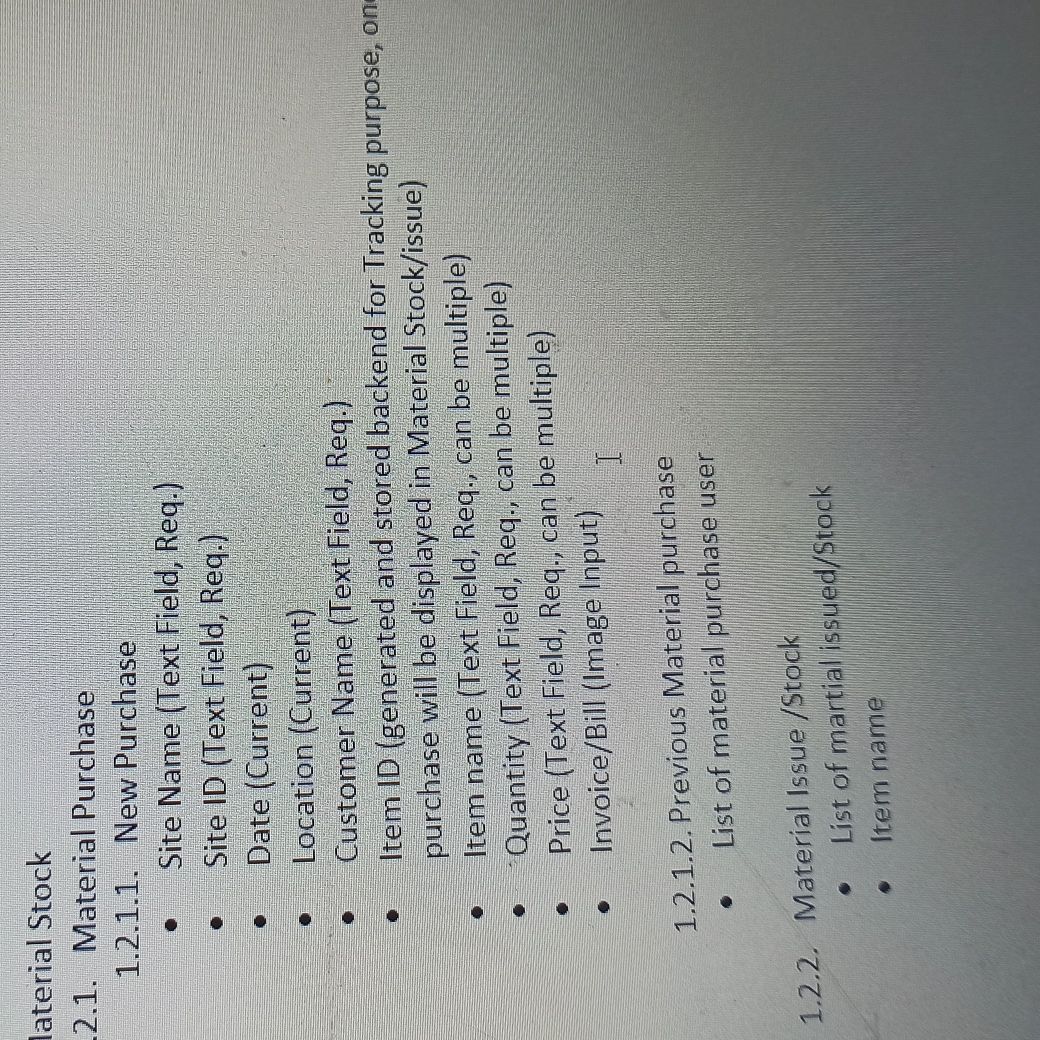 Material Stock
.2.1. Material Purchase
1.2.1.1. New Purchase
• Site Name (Text Field, Req.)
• Site ID (Text Field, Req.)
• Date (Current)
• Location (Current)
• Customer Name (Text Field, Req.)
• Item ID (generated and stored backend for Tracking purpose, onc
purchase will be displayed in Material Stock/issue)
• Item name (Text Field, Req., can be multiple)
• Quantity (Text Field, Req., can be multiple)
• Price (Text Field, Req., can be multiple)
• Invoice/Bill (Image Input)
1.2.1.2. Previous Material purchase
• List of material purchase user
1.2.2. Material Issue /Stock
• List of martial issued/Stock
• Item name